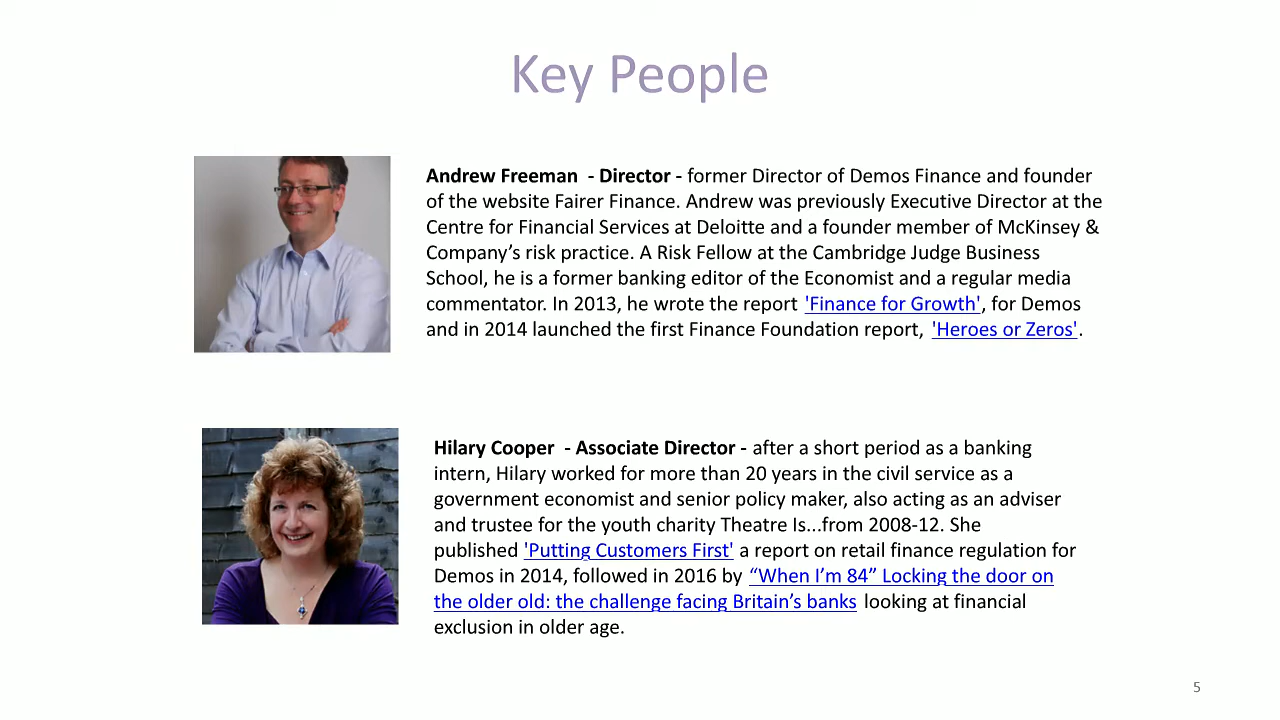 Key People
Andrew Freeman - Director - former Director of Demos Finance and founder
of the website Fairer Finance. Andrew was previously Executive Director at the
Centre for Financial Services at Deloitte and a founder member of McKinsey &
Company’s risk practice. A Risk Fellow at the Cambridge Judge Business
School, he is a former banking editor of the Economist and a regular media
commentator. In 2013, he wrote the report 'Finance for Growth', for Demos
and in 2014 launched the first Finance Foundation report, 'Heroes or Zeros'.
Hilary Cooper - Associate Director - after a short period as a banking
intern, Hilary worked for more than 20 years in the civil service as a
government economist and senior policy maker, also acting as an adviser
and trustee for the youth charity Theatre Is...from 2008-12. She
published 'Putting Customers First' a report on retail finance regulation for
Demos in 2014, followed in 2016 by “When I’m 84” Locking the door on
the older old: the challenge facing Britain’s banks looking at financial
exclusion in older age.
5